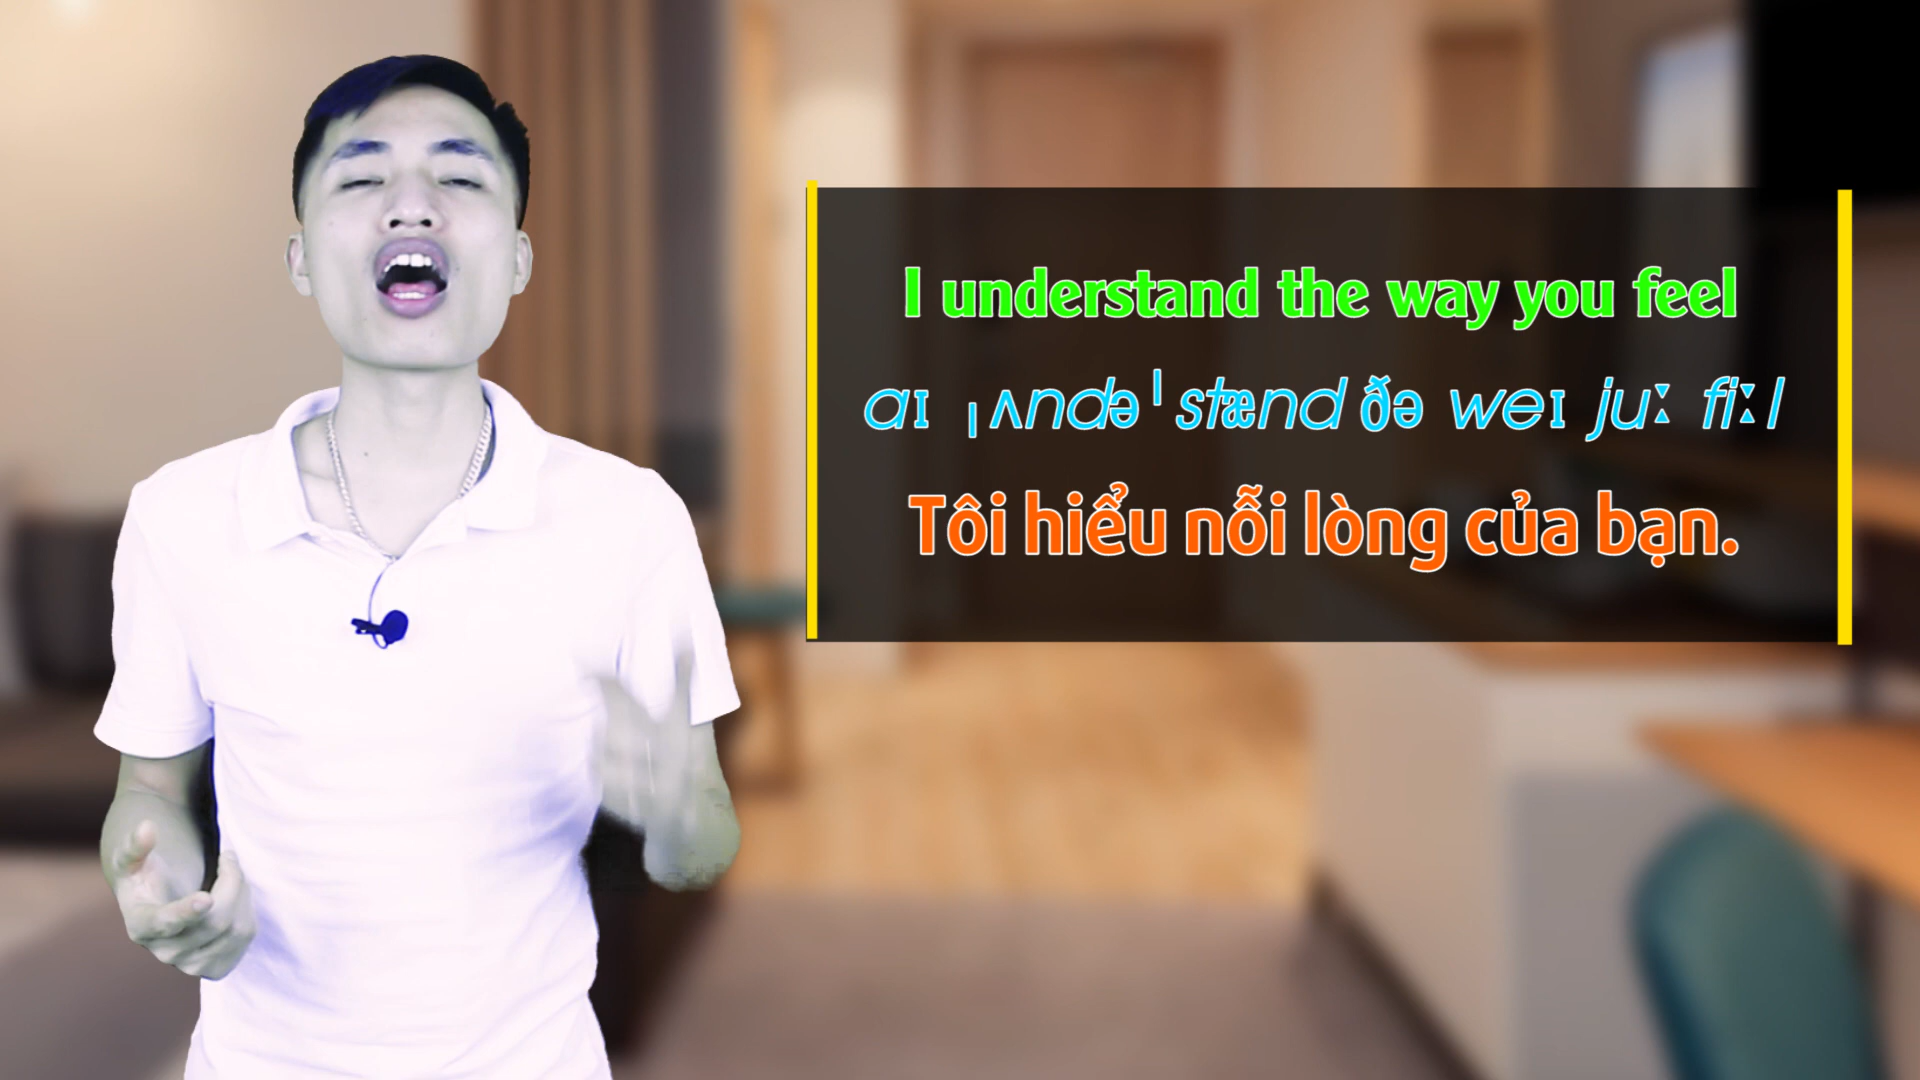 I understand the way you feel
aɪ ˌʌndəˈstænd ðə weɪ juː fiːl
Tôi hiểu nỗi lòng của bạn.